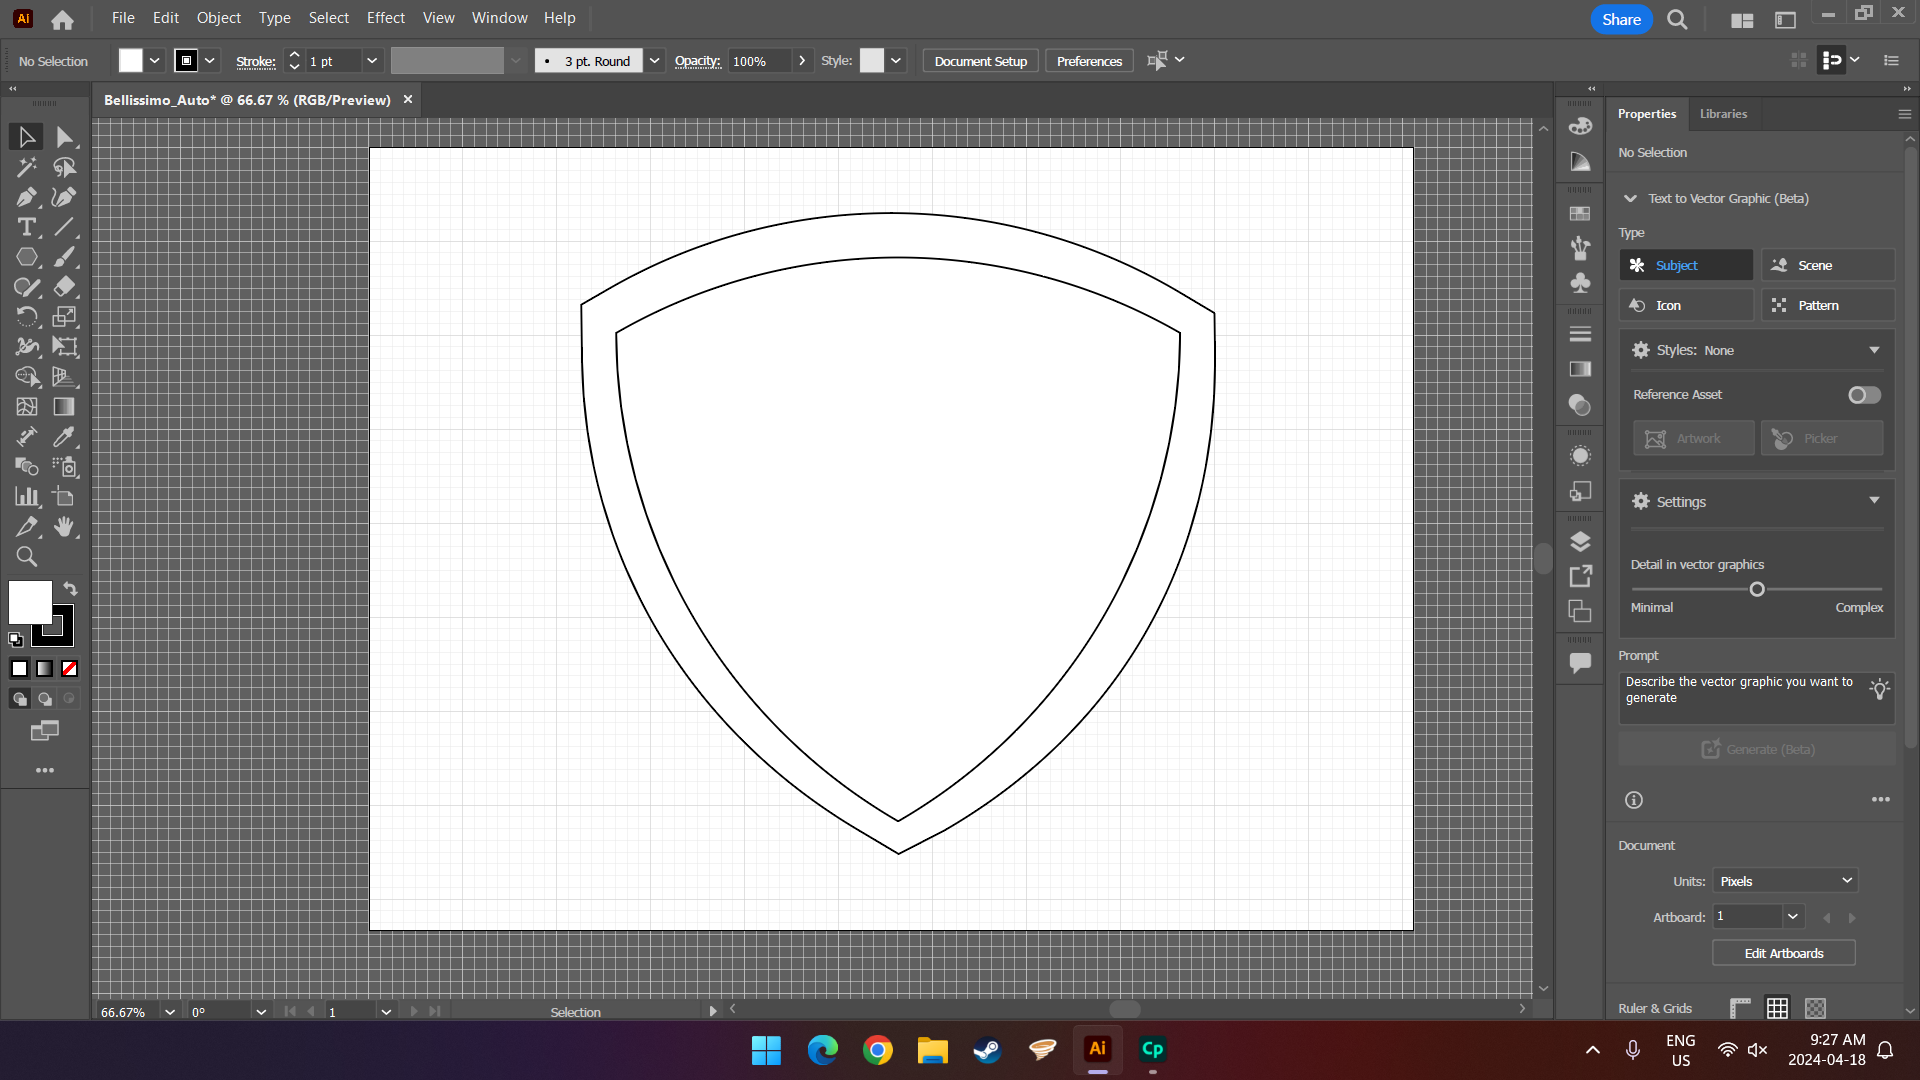 Ai File Edit Object Type Select Effect View Window Help Share
No Selection Stroke: 1 pt 3 pt. Round Opacity: 100% Style: Document Setup Preferences
Bellissimo_Auto* @ 66.67 % (RGB/Preview)
Properties Libraries
No Selection
Text to Vector Graphic (Beta)
Type
Subject Scene
Icon Pattern
Styles: None
Reference Asset
Artwork Picker
Settings
Detail in vector graphics
Minimal Complex
Prompt
Describe the vector graphic you want to
generate
Generate (Beta)
Document
Units: Pixels
Artboard: 1
Edit Artboards
Ruler & Grids
66.67% 0° 1 Selection
Ai Cp
ENG
US
9:27 AM
2024-04-18